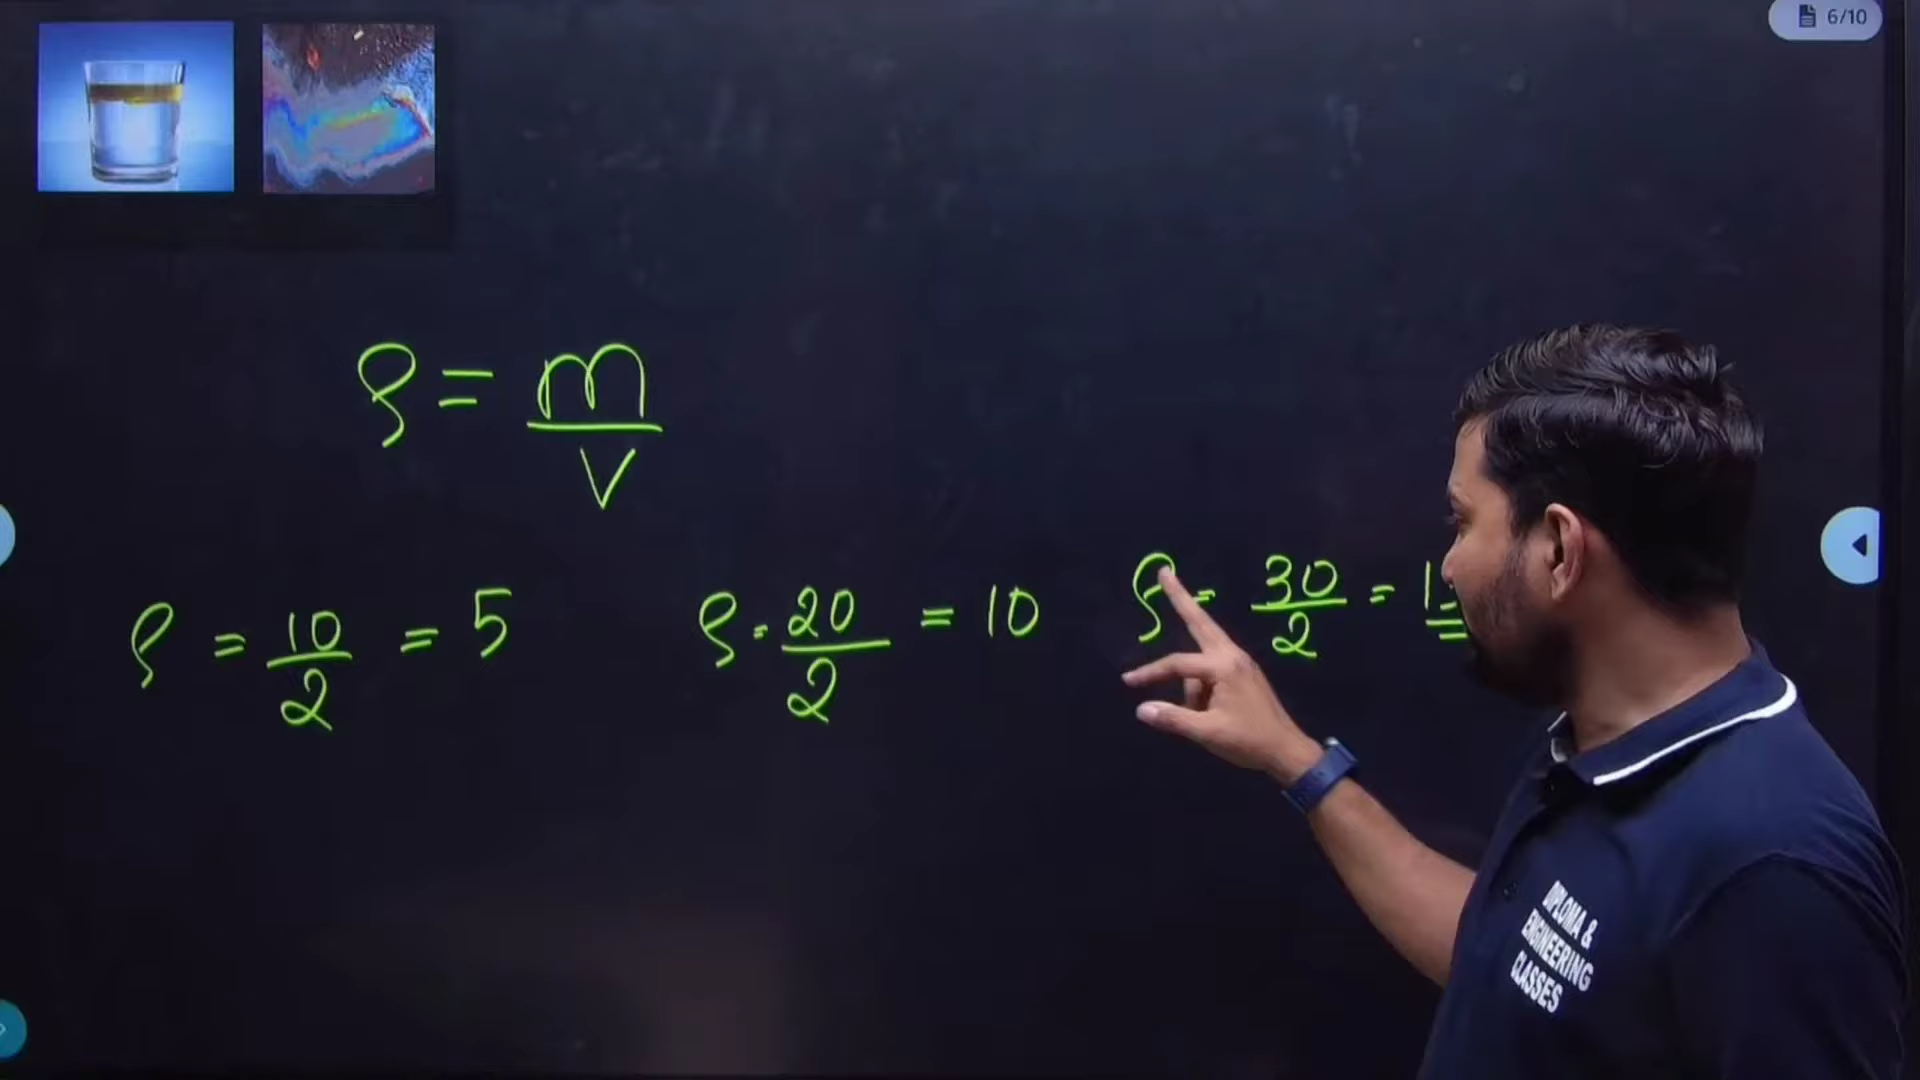 6/10
ρ = m/V
ρ = 10/2 = 5
ρ = 20/2 = 10
ρ = 30/2 =
DIPLOMA &
ENGINEERING
CLASSES